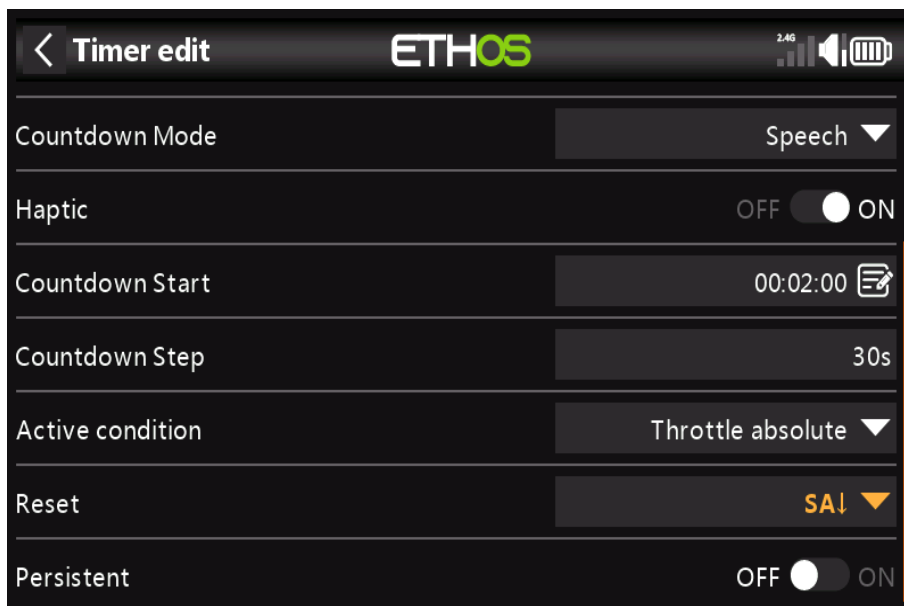 Timer edit ETHOS 2.4G
Countdown Mode Speech
Haptic OFF ON
Countdown Start 00:02:00
Countdown Step 30s
Active condition Throttle absolute
Reset SA↓
Persistent OFF ON